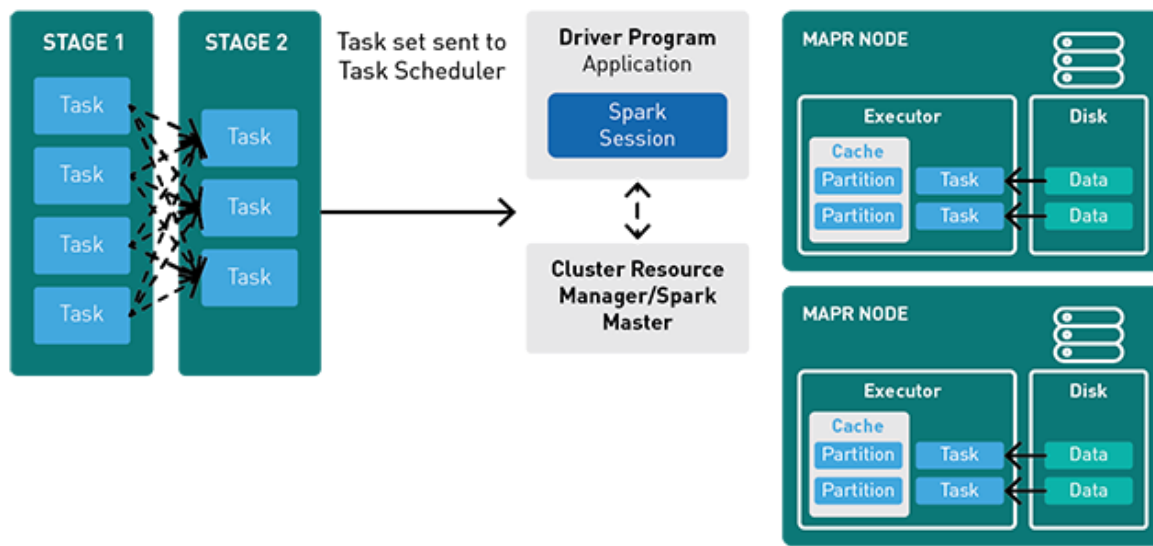 STAGE 1
Task
Task
Task
Task
STAGE 2
Task
Task
Task
Task set sent to
Task Scheduler
Driver Program
Application
Spark
Session
Cluster Resource
Manager/Spark
Master
MAPR NODE
Executor
Disk
Cache
Partition
Task
Data
Partition
Task
Data
MAPR NODE
Executor
Disk
Cache
Partition
Task
Data
Partition
Task
Data